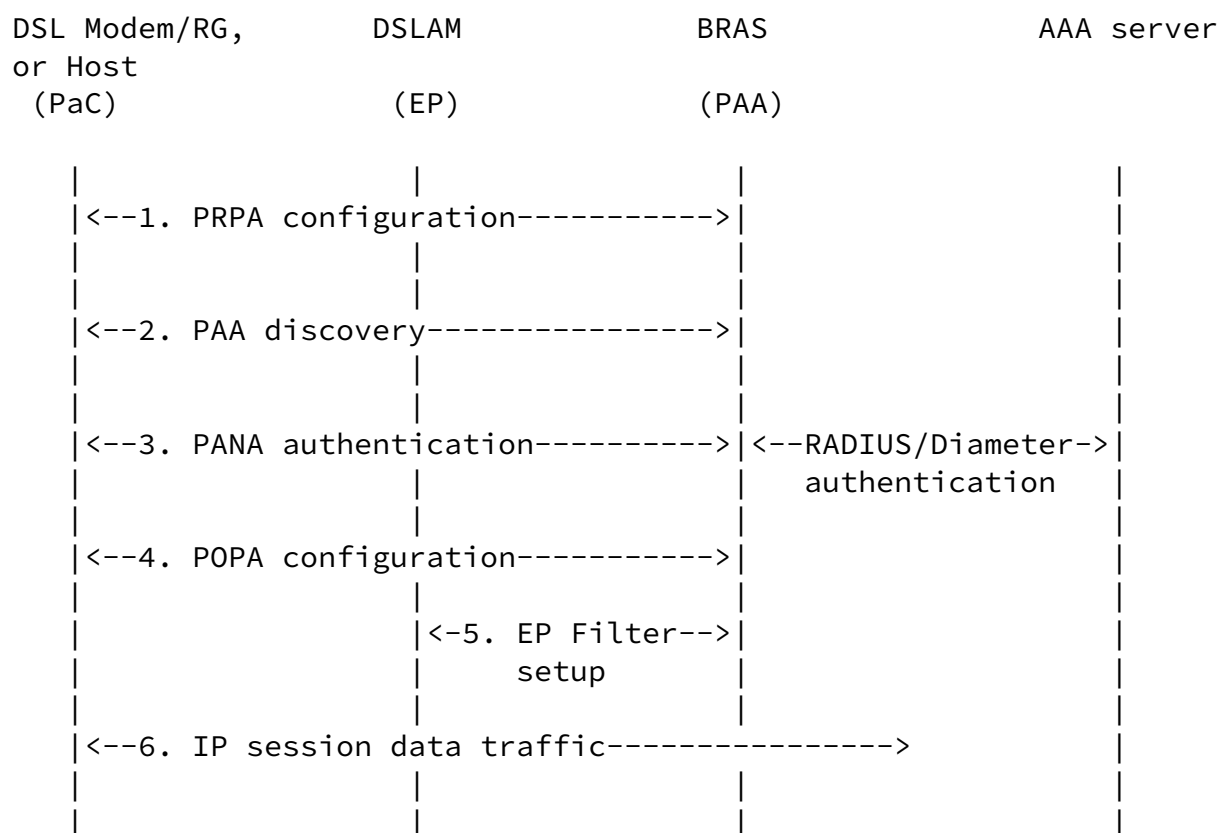 DSL Modem/RG, DSLAM BRAS AAA server
or Host
(PaC) (EP) (PAA)
|<--1. PRPA configuration----------->|
|<--2. PAA discovery---------------->|
|<--3. PANA authentication---------->|<--RADIUS/Diameter->|
authentication
|<--4. POPA configuration----------->|
|<-5. EP Filter-->|
setup
|<--6. IP session data traffic---------------->